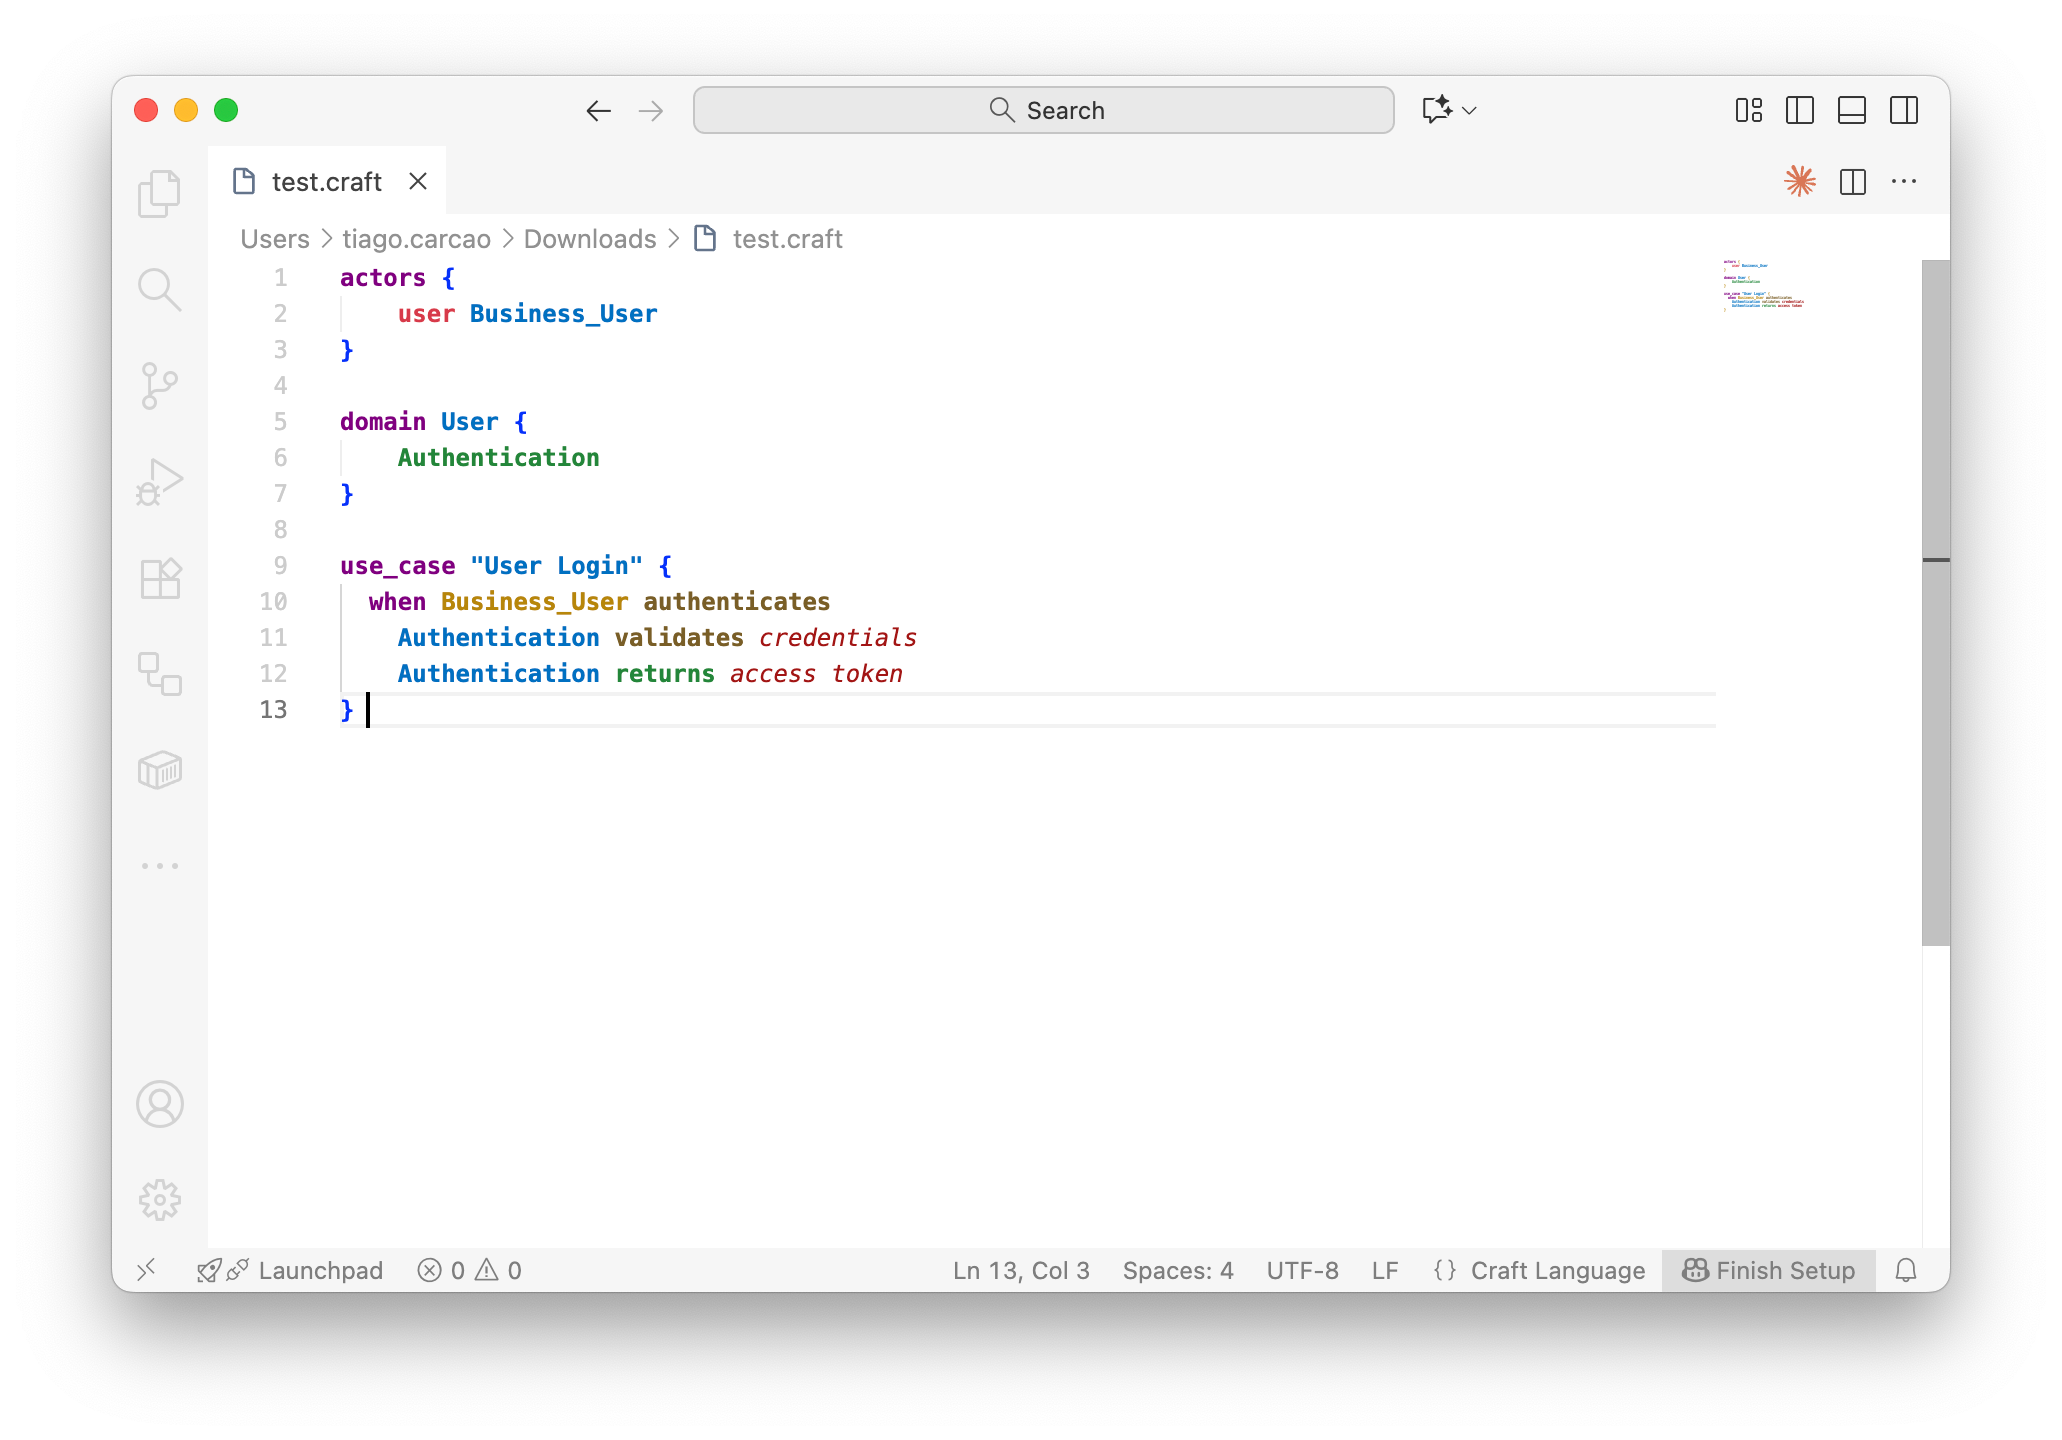 Search
test.craft
Users > tiago.carcao > Downloads > test.craft
1 actors {
2     user Business_User
3 }
4
5 domain User {
6     Authentication
7 }
8
9 use_case "User Login" {
10   when Business_User authenticates
11     Authentication validates credentials
12     Authentication returns access token
13 }
Launchpad 0 0 Ln 13, Col 3 Spaces: 4 UTF-8 LF {} Craft Language Finish Setup